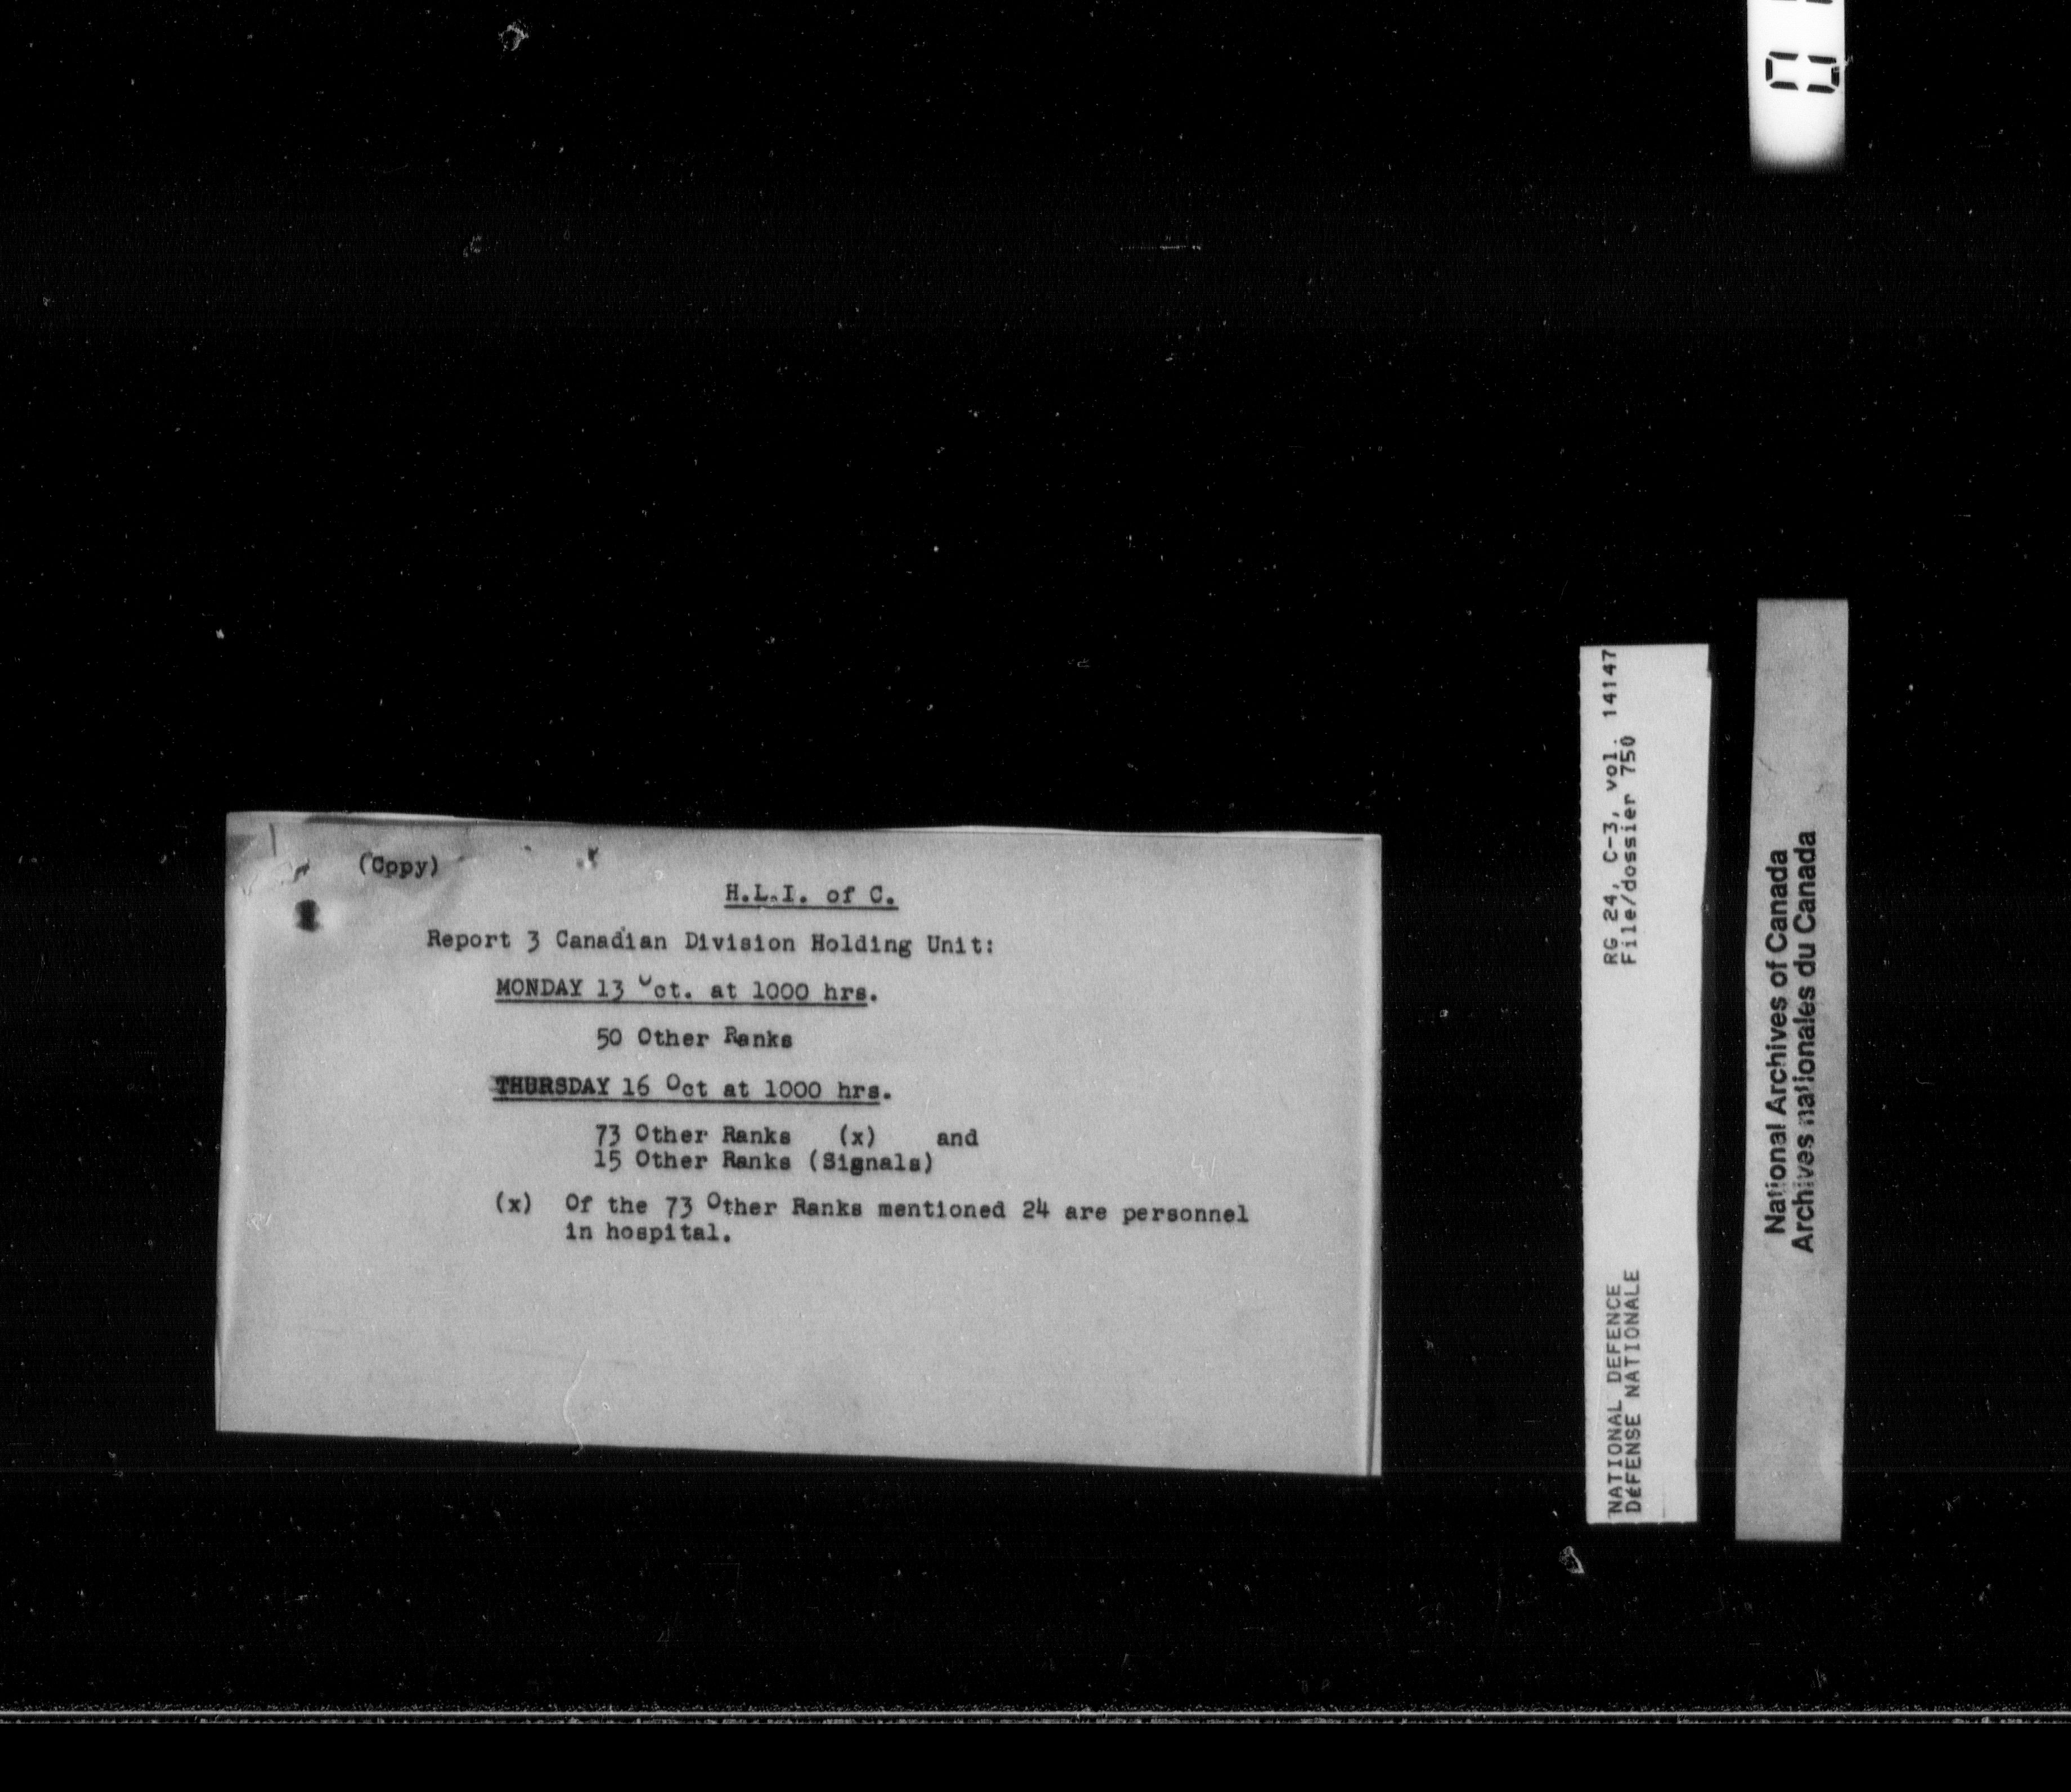 (Copy)
H.L.I. of C.
Report 3 Canadian Division Holding Unit:
MONDAY 13 Oct. at 1000 hrs.
50 Other Ranks
THURSDAY 16 Oct at 1000 hrs.
73 Other Ranks (x) and
15 Other Ranks (Signals)
(x) Of the 73 Other Ranks mentioned 24 are personnel
in hospital.
RG 24, C-3, vol. 14147
File/dossier 750
NATIONAL DEFENCE
DÉFENSE NATIONALE
National Archives of Canada
Archives nationales du Canada